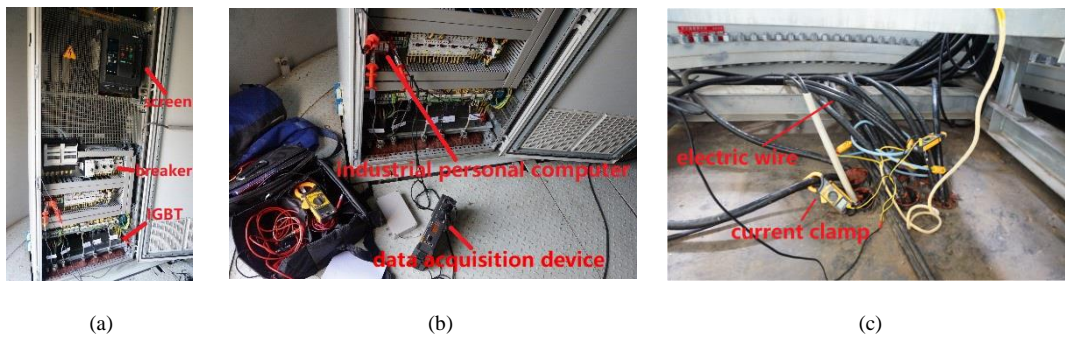 screen
breaker
IGBT
industrial personal computer
data acquisition device
electric wire
current clamp
(a)
(b)
(c)